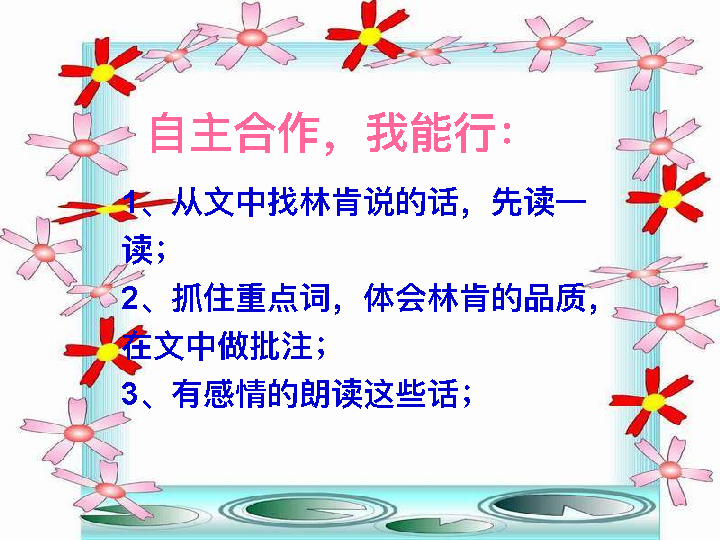 自主合作，我能行：
1、从文中找林肯说的话，先读一
读；
2、抓住重点词，体会林肯的品质，
在文中做批注；
3、有感情的朗读这些话；